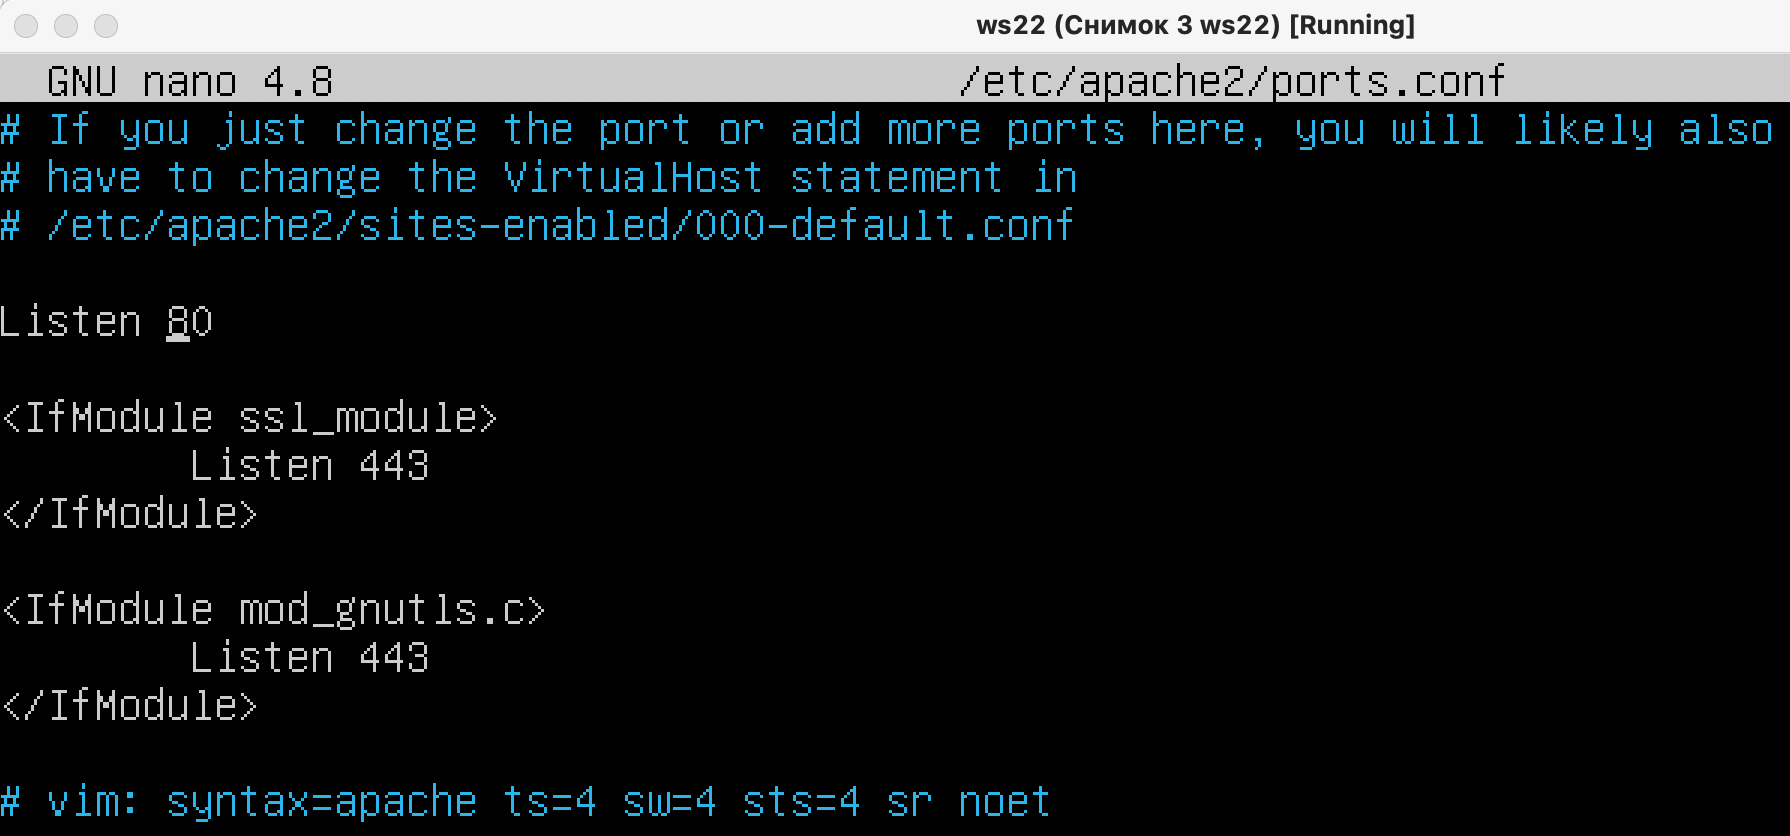 ws22 (Снимок 3 ws22) [Running]
GNU nano 4.8 /etc/apache2/ports.conf
# If you just change the port or add more ports here, you will likely also
# have to change the VirtualHost statement in
# /etc/apache2/sites-enabled/000-default.conf
Listen 80
<IfModule ssl_module>
Listen 443
</IfModule>
<IfModule mod_gnutls.c>
Listen 443
</IfModule>
# vim: syntax=apache ts=4 sw=4 sts=4 sr noet